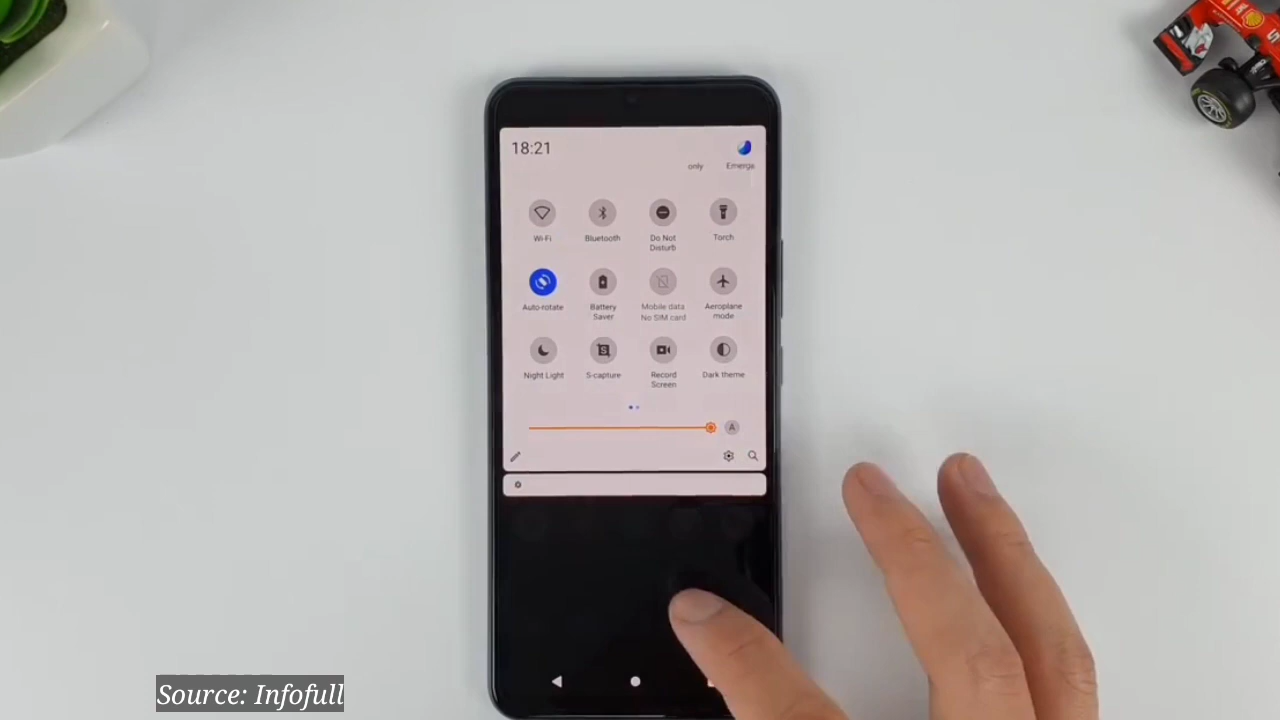 18:21
only Emerge
Wi-Fi Bluetooth Do Not Disturb Torch
Auto-rotate Battery Saver Mobile data No SIM card Aeroplane mode
Night Light S-capture Record Screen Dark theme
A
Source: Infofull